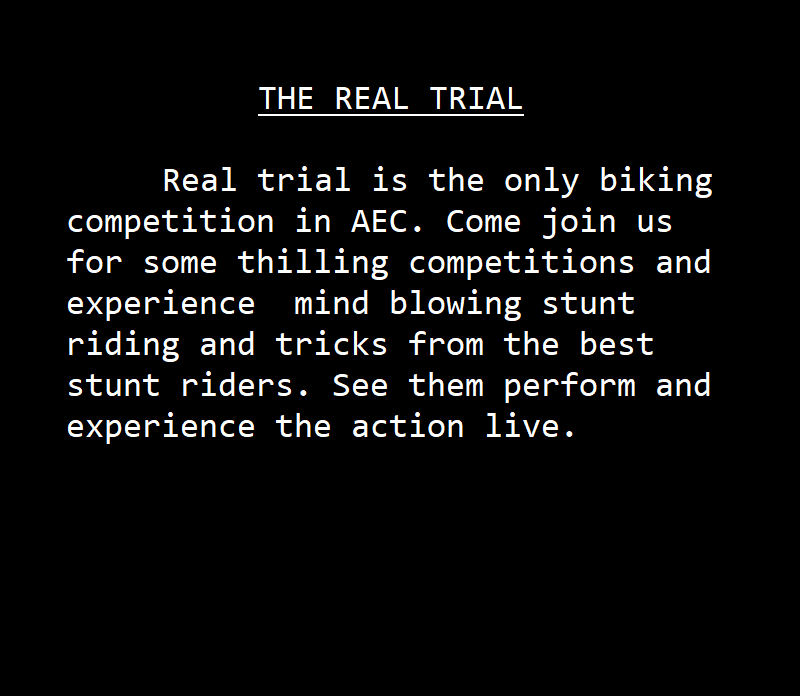 THE REAL TRIAL
Real trial is the only biking
competition in AEC. Come join us
for some thilling competitions and
experience  mind blowing stunt
riding and tricks from the best
stunt riders. See them perform and
experience the action live.